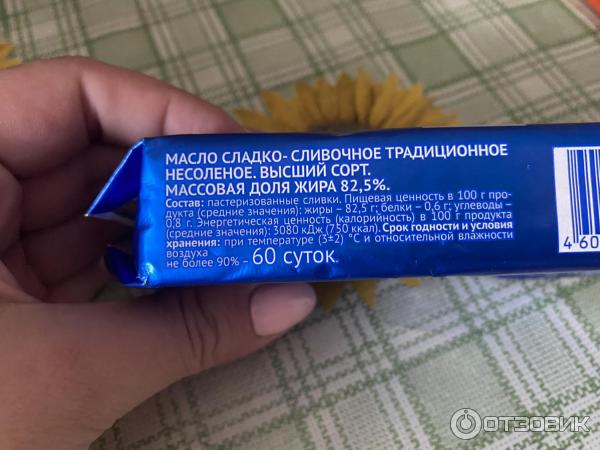 МАСЛО СЛАДКО- СЛИВОЧНОЕ ТРАДИЦИОННОЕ
НЕСОЛЕНОЕ. ВЫСШИЙ СОРТ.
МАССОВАЯ ДОЛЯ ЖИРА 82,5%.
Состав: пастеризованные сливки. Пищевая ценность в 100 г про-
дукта (средние значения): жиры – 82,5 г; белки – 0,6 г; углеводы –
0,8 г. Энергетическая ценность (калорийность) в 100 г продукта
(средние значения): 3080 кДж (750 ккал). Срок годности и условия
хранения: при температуре (3±2) °С и относительной влажности
воздуха
не более 90% – 60 суток.
4 60
ОТЗОВИК